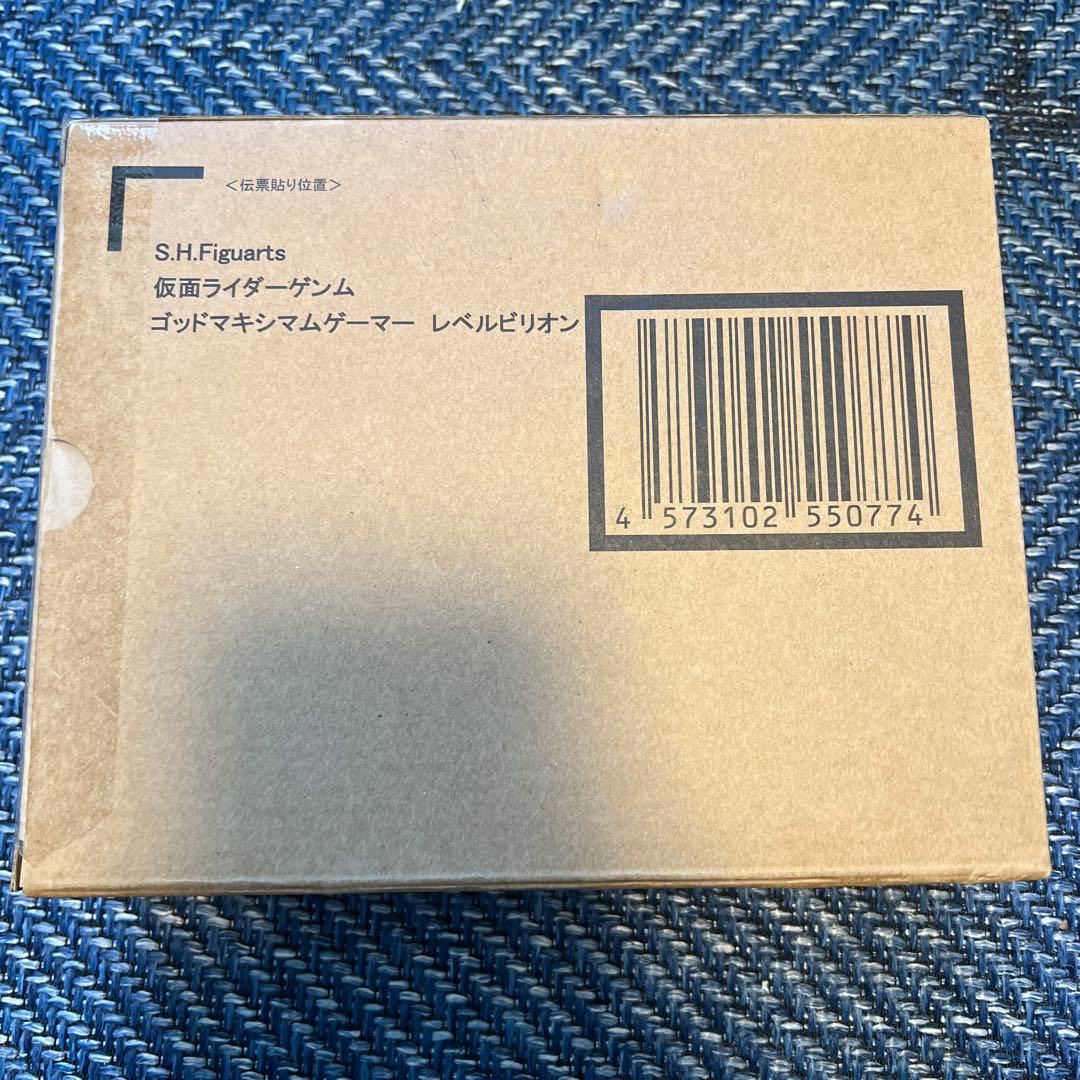 ＜伝票貼り位置＞
S.H.Figuarts
仮面ライダーゲンム
ゴッドマキシマムゲーマー　レベルビリオン
4 573102 550774